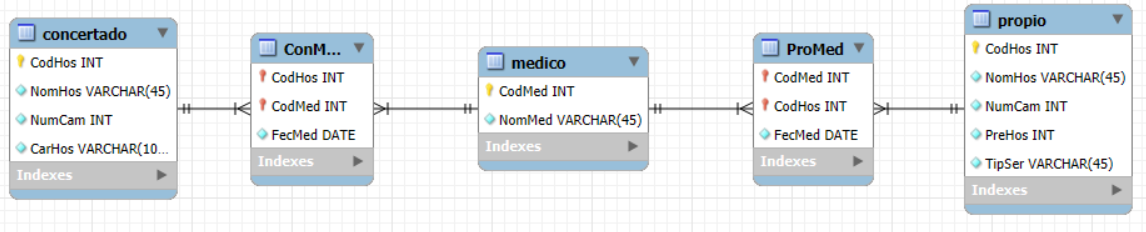 concertado
CodHos INT
NomHos VARCHAR(45)
NumCam INT
CarHos VARCHAR(10...
Indexes
ConM...
CodHos INT
CodMed INT
FecMed DATE
Indexes
medico
CodMed INT
NomMed VARCHAR(45)
Indexes
ProMed
CodMed INT
CodHos INT
FecMed DATE
Indexes
propio
CodHos INT
NomHos VARCHAR(45)
NumCam INT
PreHos INT
TipSer VARCHAR(45)
Indexes